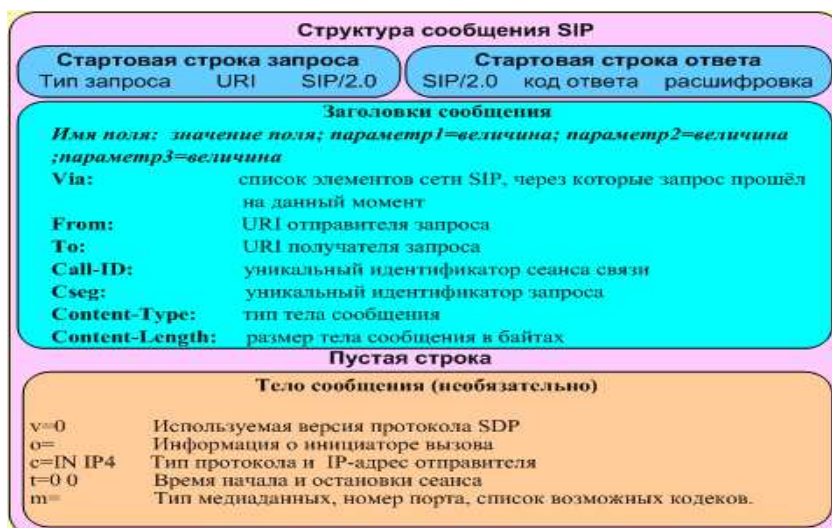 Структура сообщения SIP
Стартовая строка запроса
Тип запроса URI SIP/2.0
Стартовая строка ответа
SIP/2.0 код ответа расшифровка
Заголовки сообщения
Имя поля: значение поля; параметр1=величина; параметр2=величина
;параметр3=величина
Via: список элементов сети SIP, через которые запрос прошёл
на данный момент
From: URI отправителя запроса
To: URI получателя запроса
Call-ID: уникальный идентификатор сеанса связи
Cseg: уникальный идентификатор запроса
Content-Type: тип тела сообщения
Content-Length: размер тела сообщения в байтах
Пустая строка
Тело сообщения (необязательно)
v=0 Используемая версия протокола SDP
o= Информация о инициаторе вызова
c=IN IP4 Тип протокола и IP-адрес отправителя
t=0 0 Время начала и остановки сеанса
m= Тип медиаданных, номер порта, список возможных кодеков.